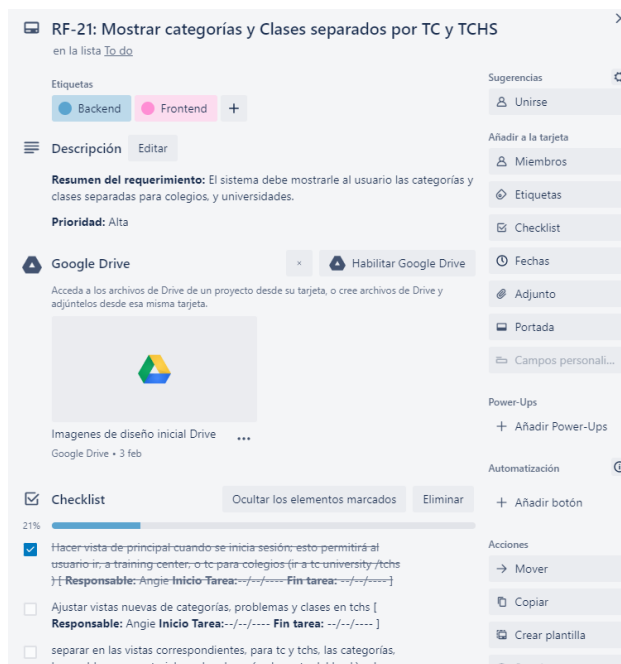 RF-21: Mostrar categorías y Clases separados por TC y TCHS
en la lista To do
Etiquetas
Backend
Frontend
+
Descripción
Editar
Resumen del requerimiento: El sistema debe mostrarle al usuario las categorías y
clases separadas para colegios, y universidades.
Prioridad: Alta
Google Drive
×
Habilitar Google Drive
Acceda a los archivos de Drive de un proyecto desde su tarjeta, o cree archivos de Drive y
adjúntelos desde esa misma tarjeta.
Imagenes de diseño inicial Drive
...
Google Drive • 3 feb
Checklist
Ocultar los elementos marcados
Eliminar
21%
Hacer vista de principal cuando se inicia sesión; esto permitirá al
usuario ir, a training center, o tc para colegios (ir a tc university /tchs
) [ Responsable: Angie Inicio Tarea:--/--/---- Fin tarea: --/--/---- ]
Ajustar vistas nuevas de categorías, problemas y clases en tchs [
Responsable: Angie Inicio Tarea:--/--/---- Fin tarea: --/--/---- ]
separar en las vistas correspondientes, para tc y tchs, las categorías,
Sugerencias
Unirse
Añadir a la tarjeta
Miembros
Etiquetas
Checklist
Fechas
Adjunto
Portada
Campos personali...
Power-Ups
+ Añadir Power-Ups
Automatización
+ Añadir botón
Acciones
Mover
Copiar
Crear plantilla